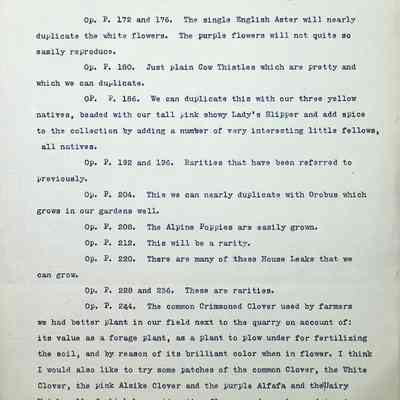 Op. P. 172 and 176. The single English Aster will nearly
duplicate the white flowers. The purple flowers will not quite so
easily reproduce.
Op. P. 180. Just plain Cow Thistles which are pretty and
which we can duplicate.
OP. P. 186. We can duplicate this with our three yellow
natives, beaded with our tall pink showy Lady's Slipper and add spice
to the collection by adding a number of very interesting little fellows,
all natives.
Op. P. 192 and 196. Rarities that have been referred to
previously.
Op. P. 204. This we can nearly duplicate with Orobus which
grows in our gardens well.
Op. P. 208. The Alpine Poppies are easily grown.
Op. P. 212. This will be a rarity.
Op. P. 220. There are many of these House Leaks that we
can grow.
Op. P. 228 and 236. These are rarities.
Op. P. 244. The common Crimsoned Clover used by farmers
we had better plant in our field next to the quarry on account of:
its value as a forage plant, as a plant to plow under for fertilizing
the soil, and by reason of its brilliant color when in flower. I think
I would also like to try some patches of the common Clover, the White
Clover, the pink Alsike Clover and the purple Alfafa and the Hairy